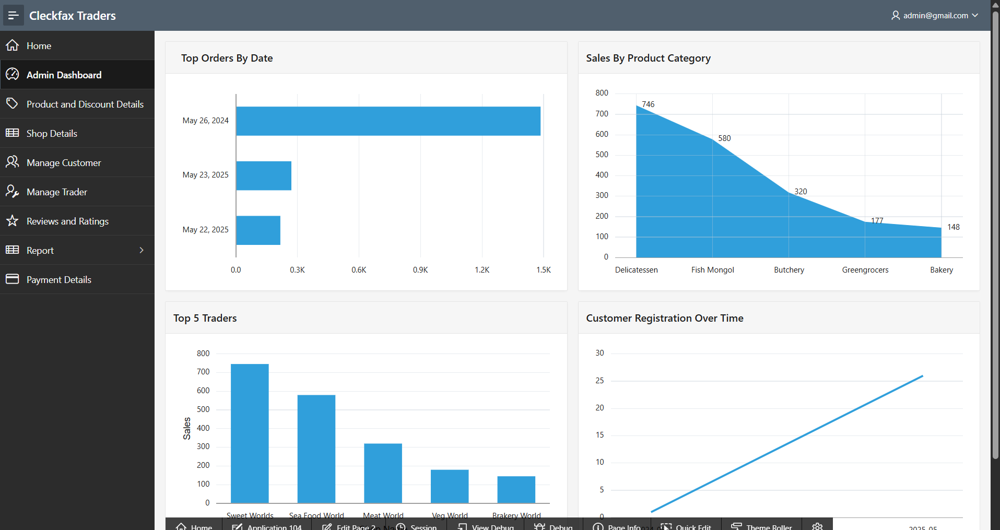 Cleckfax Traders
admin@gmail.com
Home
Admin Dashboard
Product and Discount Details
Shop Details
Manage Customer
Manage Trader
Reviews and Ratings
Report
Payment Details
Top Orders By Date
May 26, 2024
May 23, 2025
May 22, 2025
0.0 0.3K 0.6K 0.9K 1.2K 1.5K
Sales By Product Category
800
700
600
500
400
300
200
100
0
746
580
320
177
148
Delicatessen Fish Mongol Butchery Greengrocers Bakery
Top 5 Traders
Sales
800
700
600
500
400
300
200
100
0
Sweet Worlds Sea Food World Meat World Veg World Brakery World
Customer Registration Over Time
30
25
20
15
10
5
0
2025-05
Home Application 104 Edit Page 2 Session View Debug Debug Page Info Quick Edit Theme Roller